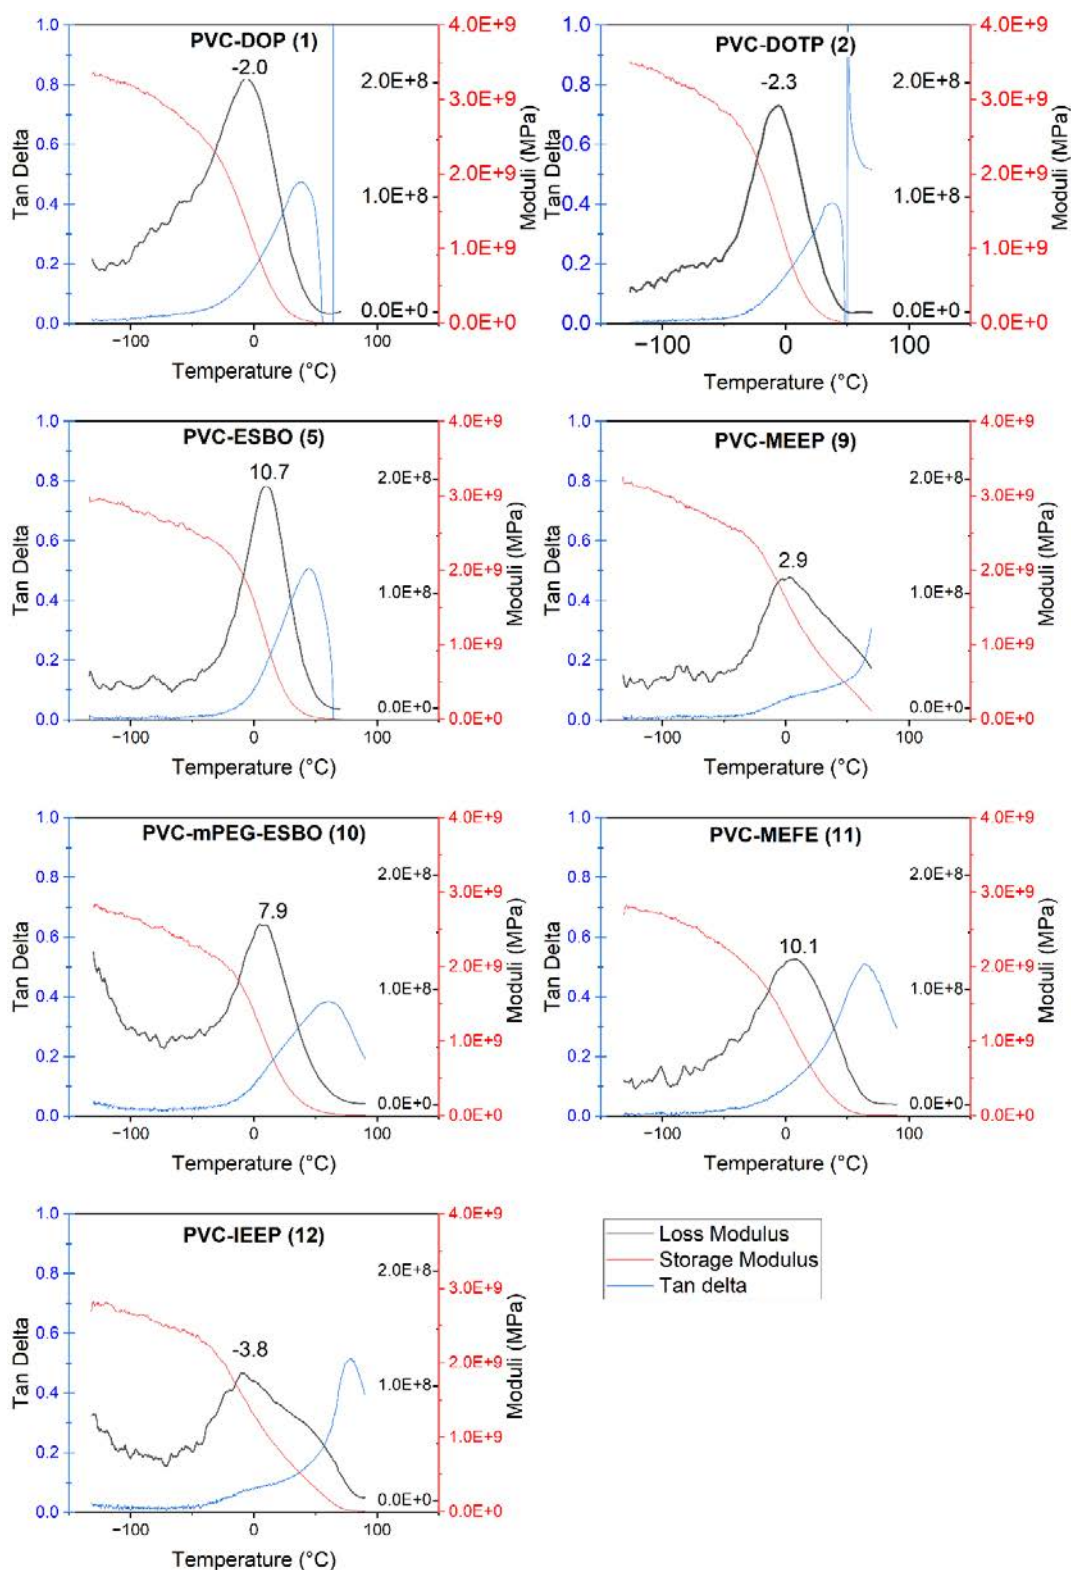 PVC-DOP (1)
-2.0
1.0
0.8
0.6
0.4
0.2
0.0
Tan Delta
2.0E+8
1.0E+8
0.0E+0
4.0E+9
3.0E+9
2.0E+9
1.0E+9
0.0E+0
Moduli (MPa)
−100 0 100
Temperature (°C)
PVC-DOTP (2)
-2.3
1.0
0.8
0.6
0.4
0.2
0.0
Tan Delta
2.0E+8
1.0E+8
0.0E+0
4.0E+9
3.0E+9
2.0E+9
1.0E+9
0.0E+0
Moduli (MPa)
−100 0 100
Temperature (°C)
PVC-ESBO (5)
10.7
1.0
0.8
0.6
0.4
0.2
0.0
Tan Delta
2.0E+8
1.0E+8
0.0E+0
4.0E+9
3.0E+9
2.0E+9
1.0E+9
0.0E+0
Moduli (MPa)
−100 0 100
Temperature (°C)
PVC-MEEP (9)
2.9
1.0
0.8
0.6
0.4
0.2
0.0
Tan Delta
2.0E+8
1.0E+8
0.0E+0
4.0E+9
3.0E+9
2.0E+9
1.0E+9
0.0E+0
Moduli (MPa)
−100 0 100
Temperature (°C)
PVC-mPEG-ESBO (10)
7.9
1.0
0.8
0.6
0.4
0.2
0.0
Tan Delta
2.0E+8
1.0E+8
0.0E+0
4.0E+9
3.0E+9
2.0E+9
1.0E+9
0.0E+0
Moduli (MPa)
−100 0 100
Temperature (°C)
PVC-MEFE (11)
10.1
1.0
0.8
0.6
0.4
0.2
0.0
Tan Delta
2.0E+8
1.0E+8
0.0E+0
4.0E+9
3.0E+9
2.0E+9
1.0E+9
0.0E+0
Moduli (MPa)
−100 0 100
Temperature (°C)
PVC-IEEP (12)
-3.8
1.0
0.8
0.6
0.4
0.2
0.0
Tan Delta
2.0E+8
1.0E+8
0.0E+0
4.0E+9
3.0E+9
2.0E+9
1.0E+9
0.0E+0
Moduli (MPa)
−100 0 100
Temperature (°C)
Loss Modulus
Storage Modulus
Tan delta